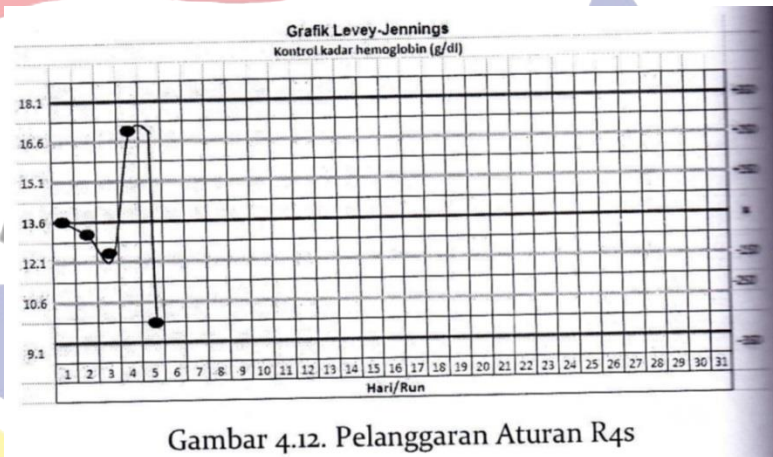 Grafik Levey-Jennings
Kontrol kadar hemoglobin (g/dl)
18.1
16.6
15.1
13.6
12.1
10.6
9.1
1 2 3 4 5 6 7 8 9 10 11 12 13 14 15 16 17 18 19 20 21 22 23 24 25 26 27 28 29 30 31
Hari/Run
Gambar 4.12. Pelanggaran Aturan R4s